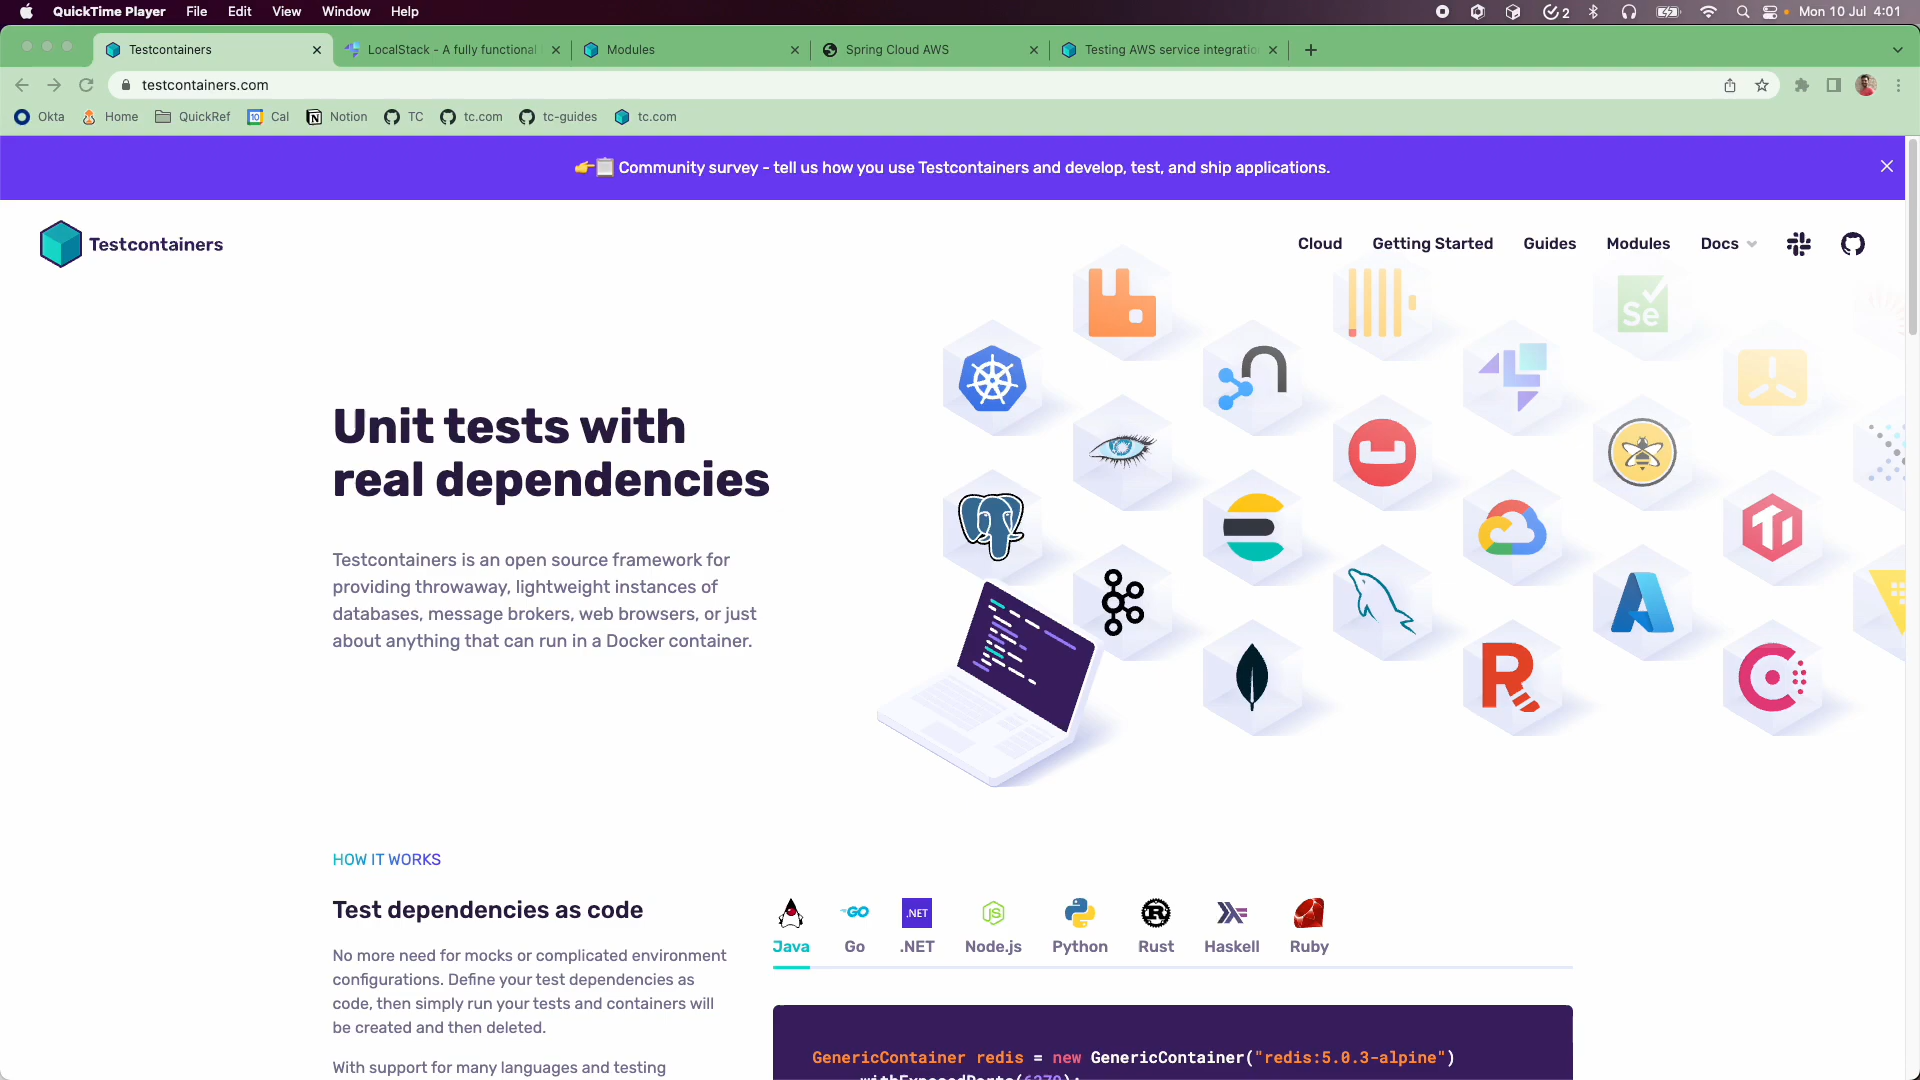 QuickTime Player File Edit View Window Help
2 Mon 10 Jul 4:01
Testcontainers
LocalStack - A fully functional
Modules
Spring Cloud AWS
Testing AWS service integratio
testcontainers.com
Okta Home QuickRef Cal Notion TC tc.com tc-guides tc.com
Community survey - tell us how you use Testcontainers and develop, test, and ship applications.
Testcontainers
Cloud Getting Started Guides Modules Docs
Se
Unit tests with
real dependencies
Testcontainers is an open source framework for
providing throwaway, lightweight instances of
databases, message brokers, web browsers, or just
about anything that can run in a Docker container.
HOW IT WORKS
Test dependencies as code
No more need for mocks or complicated environment
configurations. Define your test dependencies as
code, then simply run your tests and containers will
be created and then deleted.
With support for many languages and testing
GO .NET JS R
Java Go .NET Node.js Python Rust Haskell Ruby
GenericContainer redis = new GenericContainer("redis:5.0.3-alpine")